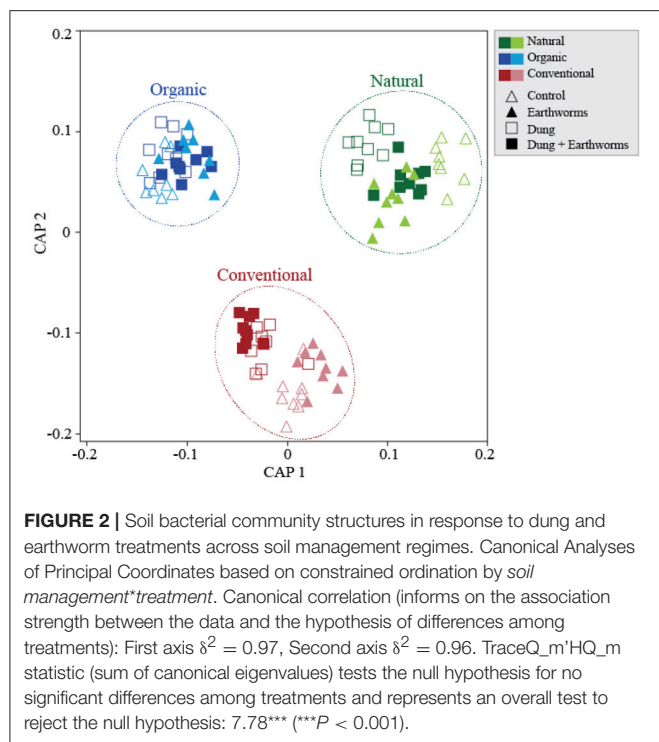 Organic
Natural
Conventional
Natural
Organic
Conventional
Control
Earthworms
Dung
Dung + Earthworms
0.2
0.1
0
-0.1
-0.2
CAP 2
-0.2
-0.1
0
0.1
0.2
CAP 1
FIGURE 2 | Soil bacterial community structures in response to dung and
earthworm treatments across soil management regimes. Canonical Analyses
of Principal Coordinates based on constrained ordination by soil
management*treatment. Canonical correlation (informs on the association
strength between the data and the hypothesis of differences among
treatments): First axis δ² = 0.97, Second axis δ² = 0.96. TraceQ_m'HQ_m
statistic (sum of canonical eigenvalues) tests the null hypothesis for no
significant differences among treatments and represents an overall test to
reject the null hypothesis: 7.78*** (***P < 0.001).